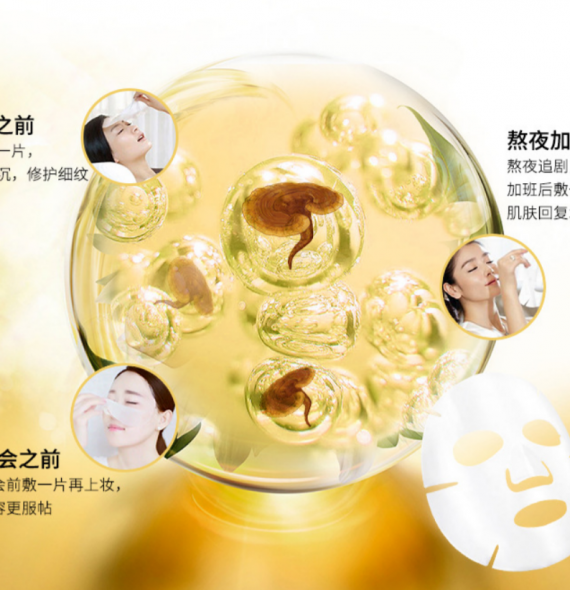 之前
一片，
沉，修护细纹
熬夜加
熬夜追剧
加班后敷
肌肤回复
会之前
会前敷一片再上妆，
容更服帖